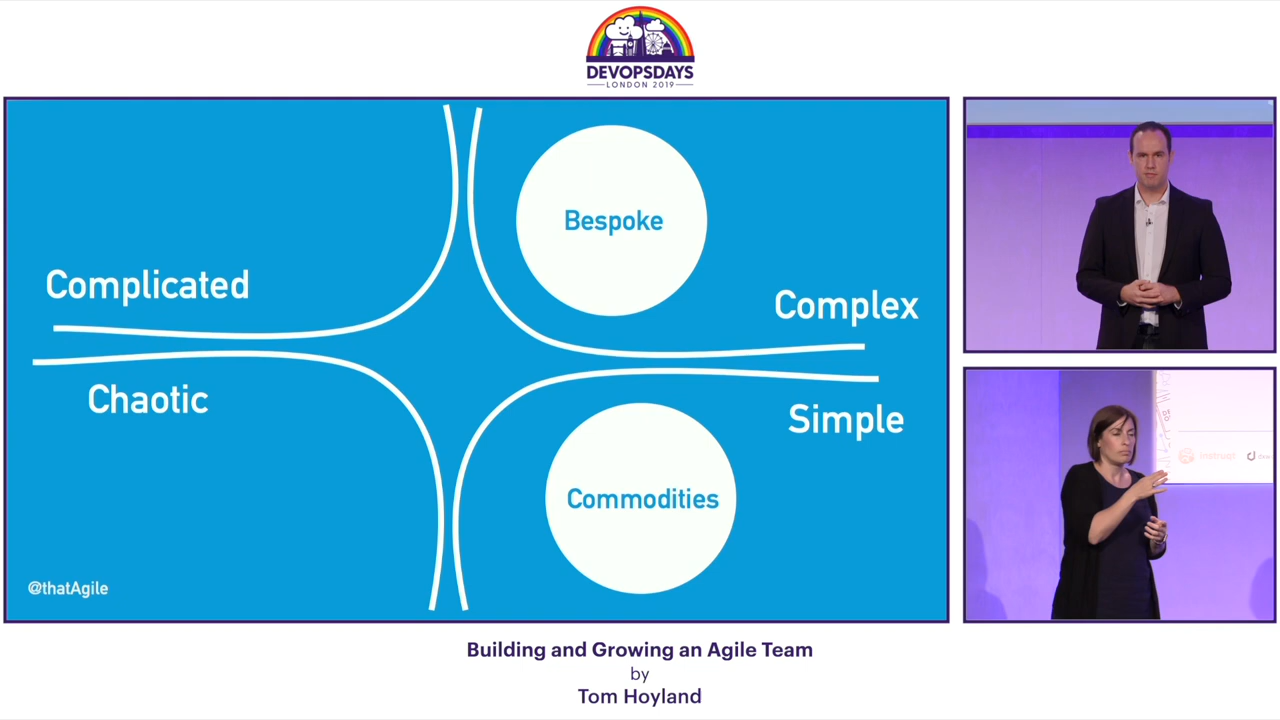 DEVOPSDAYS
LONDON 2019
Bespoke
Complicated
Complex
Chaotic
Simple
Commodities
@thatAgile
instruqt
Building and Growing an Agile Team
by
Tom Hoyland